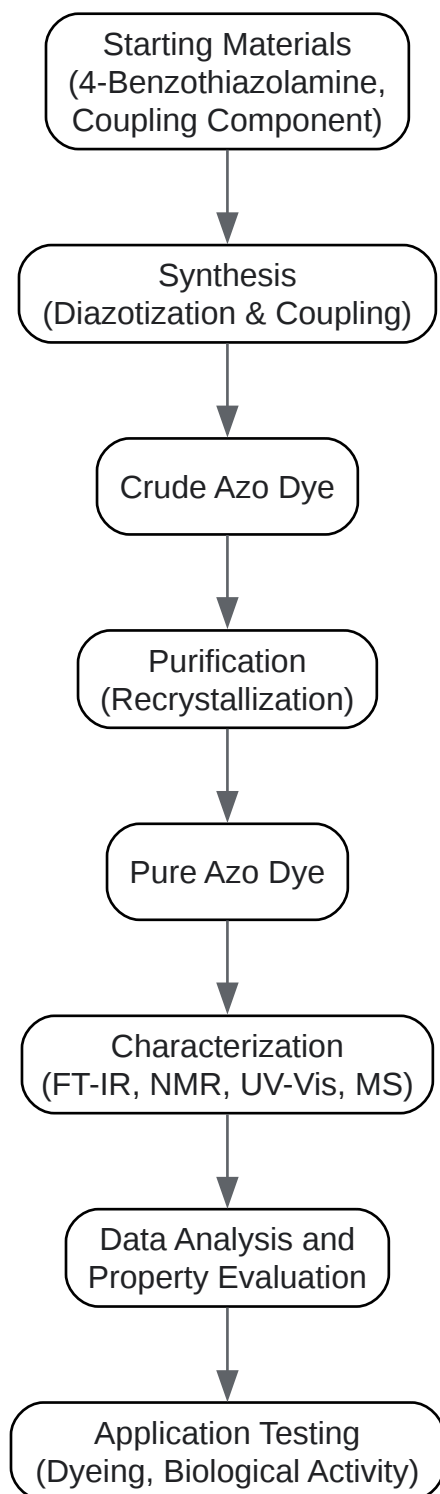 Starting Materials
(4-Benzothiazolamine,
Coupling Component)
Synthesis
(Diazotization & Coupling)
Crude Azo Dye
Purification
(Recrystallization)
Pure Azo Dye
Characterization
(FT-IR, NMR, UV-Vis, MS)
Data Analysis and
Property Evaluation
Application Testing
(Dyeing, Biological Activity)